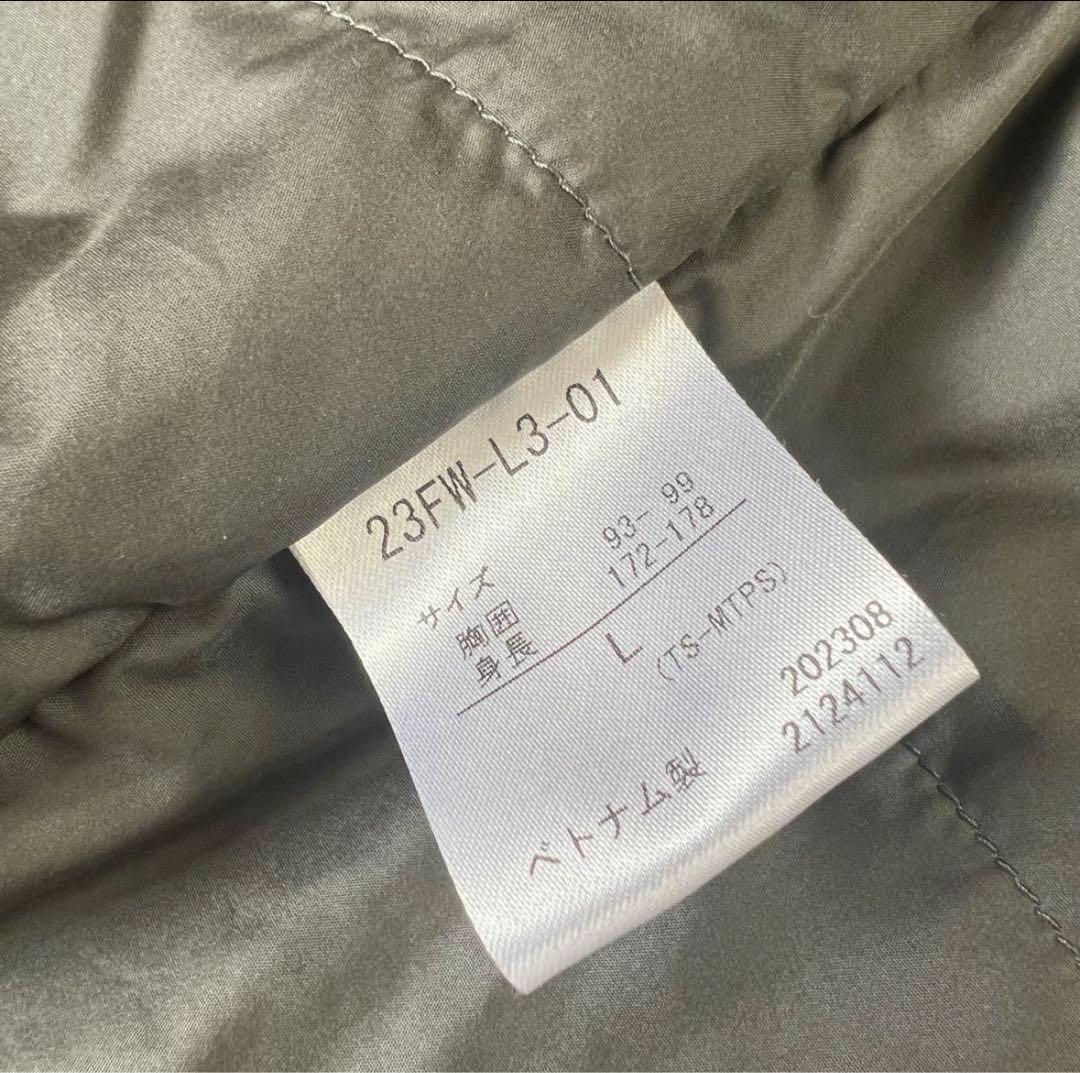 23FW-L3-01
サイズ
胸囲 93- 99
身長 172-178
L
(TS-MTPS)
202308
212A112
ベトナム製